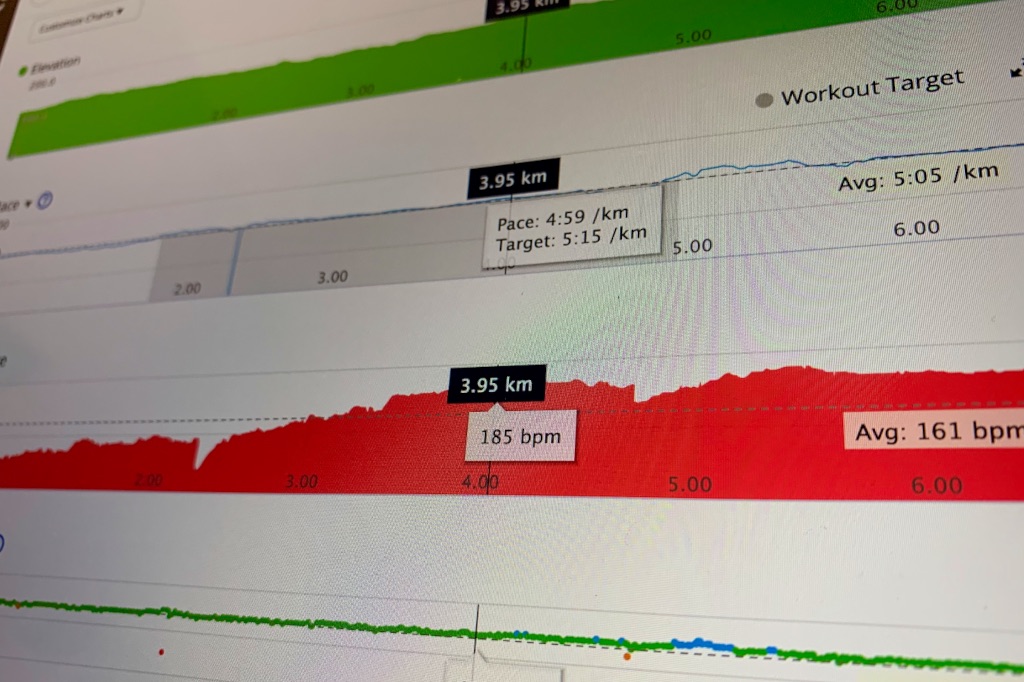 3.95 km
Customize Charts
6.00
Elevation
5.00
200.0
4.00
3.00
2.00
Workout Target
3.95 km
Avg: 5:05 /km
Pace: 4:59 /km
Target: 5:15 /km
6.00
5.00
3.00
2.00
3.95 km
185 bpm
Avg: 161 bpm
2.00
3.00
4.00
5.00
6.00